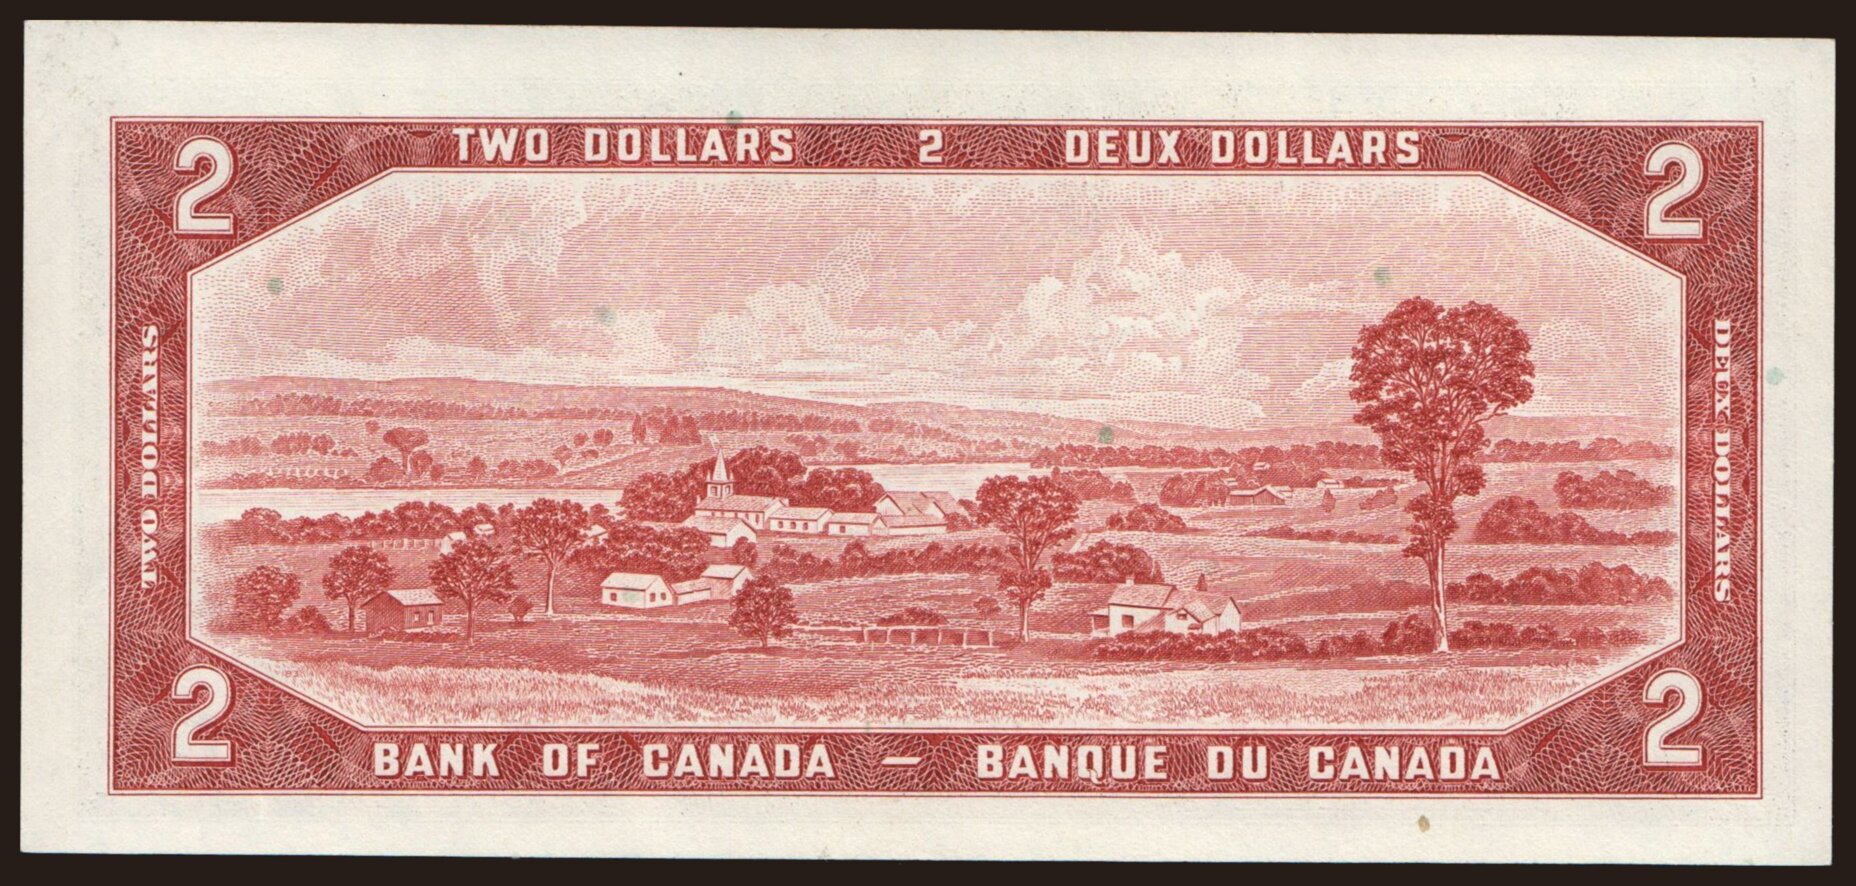 TWO DOLLARS 2 DEUX DOLLARS
2 2
TWO DOLLARS
DEUX DOLLARS
2 2
BANK OF CANADA — BANQUE DU CANADA